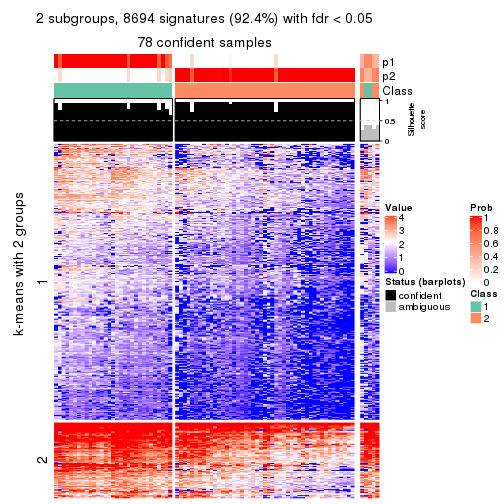 2 subgroups, 8694 signatures (92.4%) with fdr < 0.05
78 confident samples
p1
p2
Class
1
0.5
0
Silhouette
score
k-means with 2 groups
1
2
Value
4
3
2
1
0
Status (barplots)
confident
ambiguous
Prob
1
0.8
0.6
0.4
0.2
0
Class
1
2